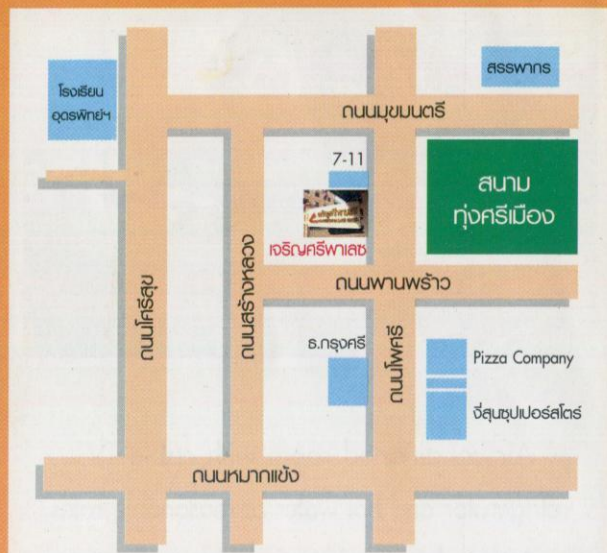 โรงเรียน
อุดรพิทย์ฯ
สรรพากร
ถนนมุขมนตรี
7-11
สนาม
ทุ่งศรีเมือง
เจริญศรีพาเลซ
ถนนพานพร้าว
ถนนศรีสุข
ถนนสร้างหลวง
ถนนโพศรี
ธ.กรุงศรี
Pizza Company
งี่สุนซุปเปอร์สโตร์
ถนนหมากแข้ง